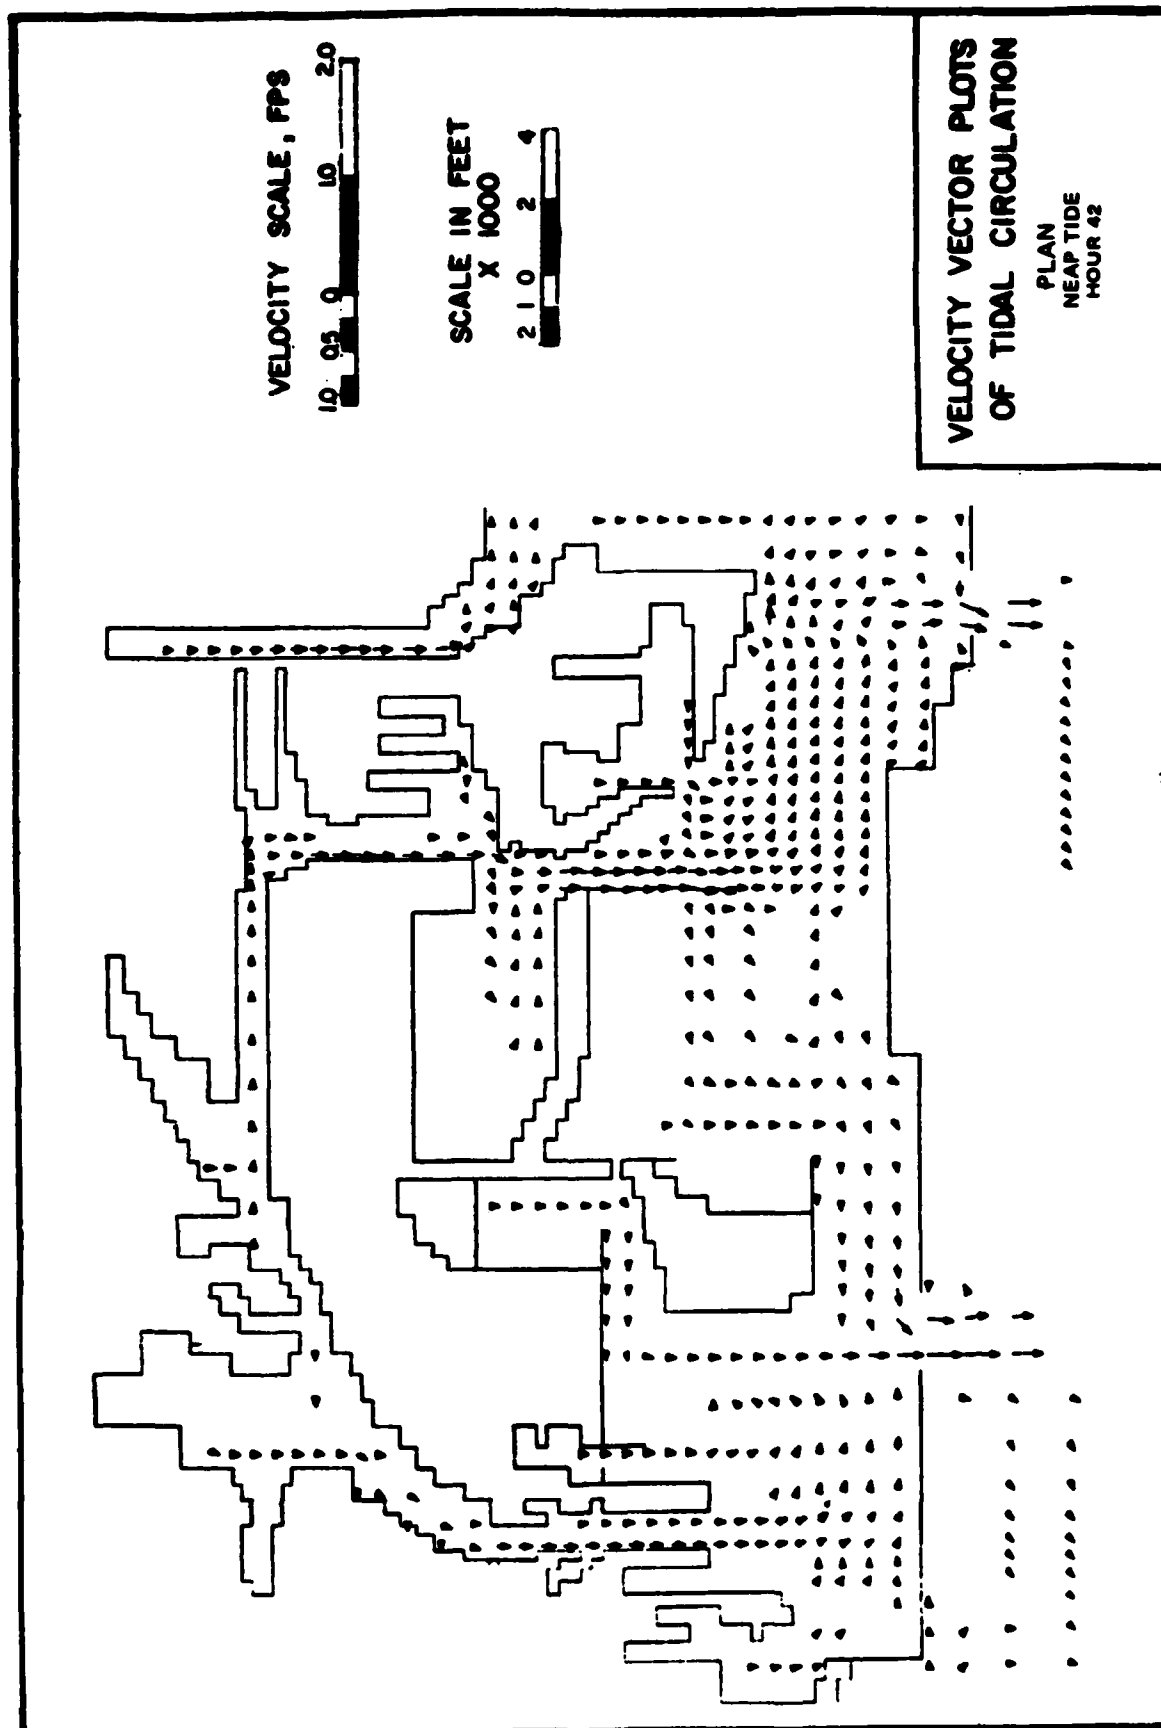 VELOCITY SCALE, FPS
1.0 0.5 0 1.0 2.0
SCALE IN FEET
X 1000
2 1 0 2 4
VELOCITY VECTOR PLOTS
OF TIDAL CIRCULATION
PLAN
NEAP TIDE
HOUR 42